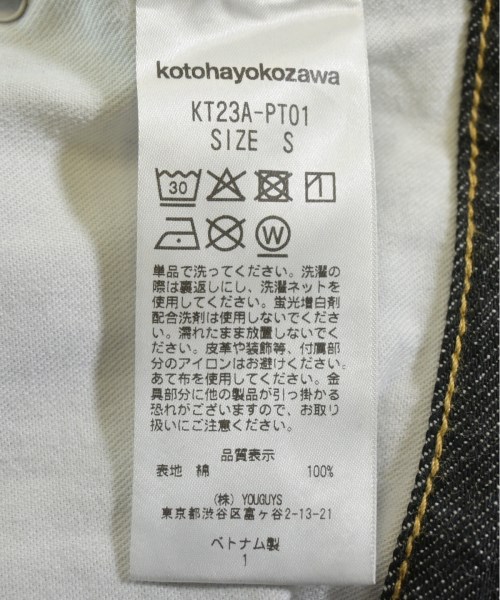 kotohayokozawa
KT23A-PT01
SIZE S
30
W
単品で洗ってください。洗濯の
際は裏返しにし、洗濯ネットを
使用してください。蛍光増白剤
配合洗剤は使用しないでくださ
い。濡れたまま放置しないでく
ださい。皮革や装飾等、付属部
分のアイロンはお避けください。
あて布を使用してください。金
具部分に他の製品が引っ掛かる
恐れがございますので、お取り
扱いにご注意ください。
品質表示
表地 綿 100%
(株) YOUGUYS
東京都渋谷区富ヶ谷2-13-21
ベトナム製
1